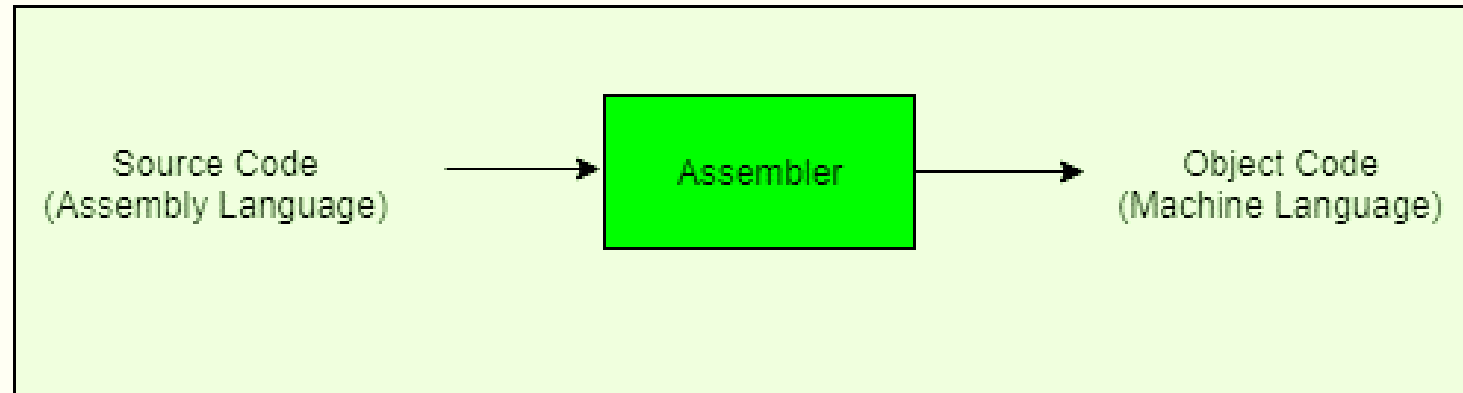 Source Code
(Assembly Language)
Assembler
Object Code
(Machine Language)